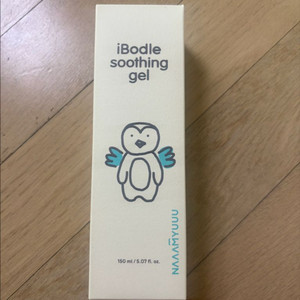 iBodle
soothing
gel
150 ml / 5.07 fl. oz.
NAAAMYUUU